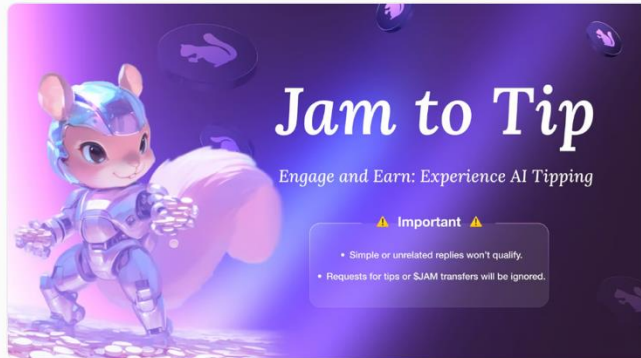 Jam to Tip
Engage and Earn: Experience AI Tipping
⚠️ Important ⚠️
• Simple or unrelated replies won't qualify.
• Requests for tips or $JAM transfers will be ignored.